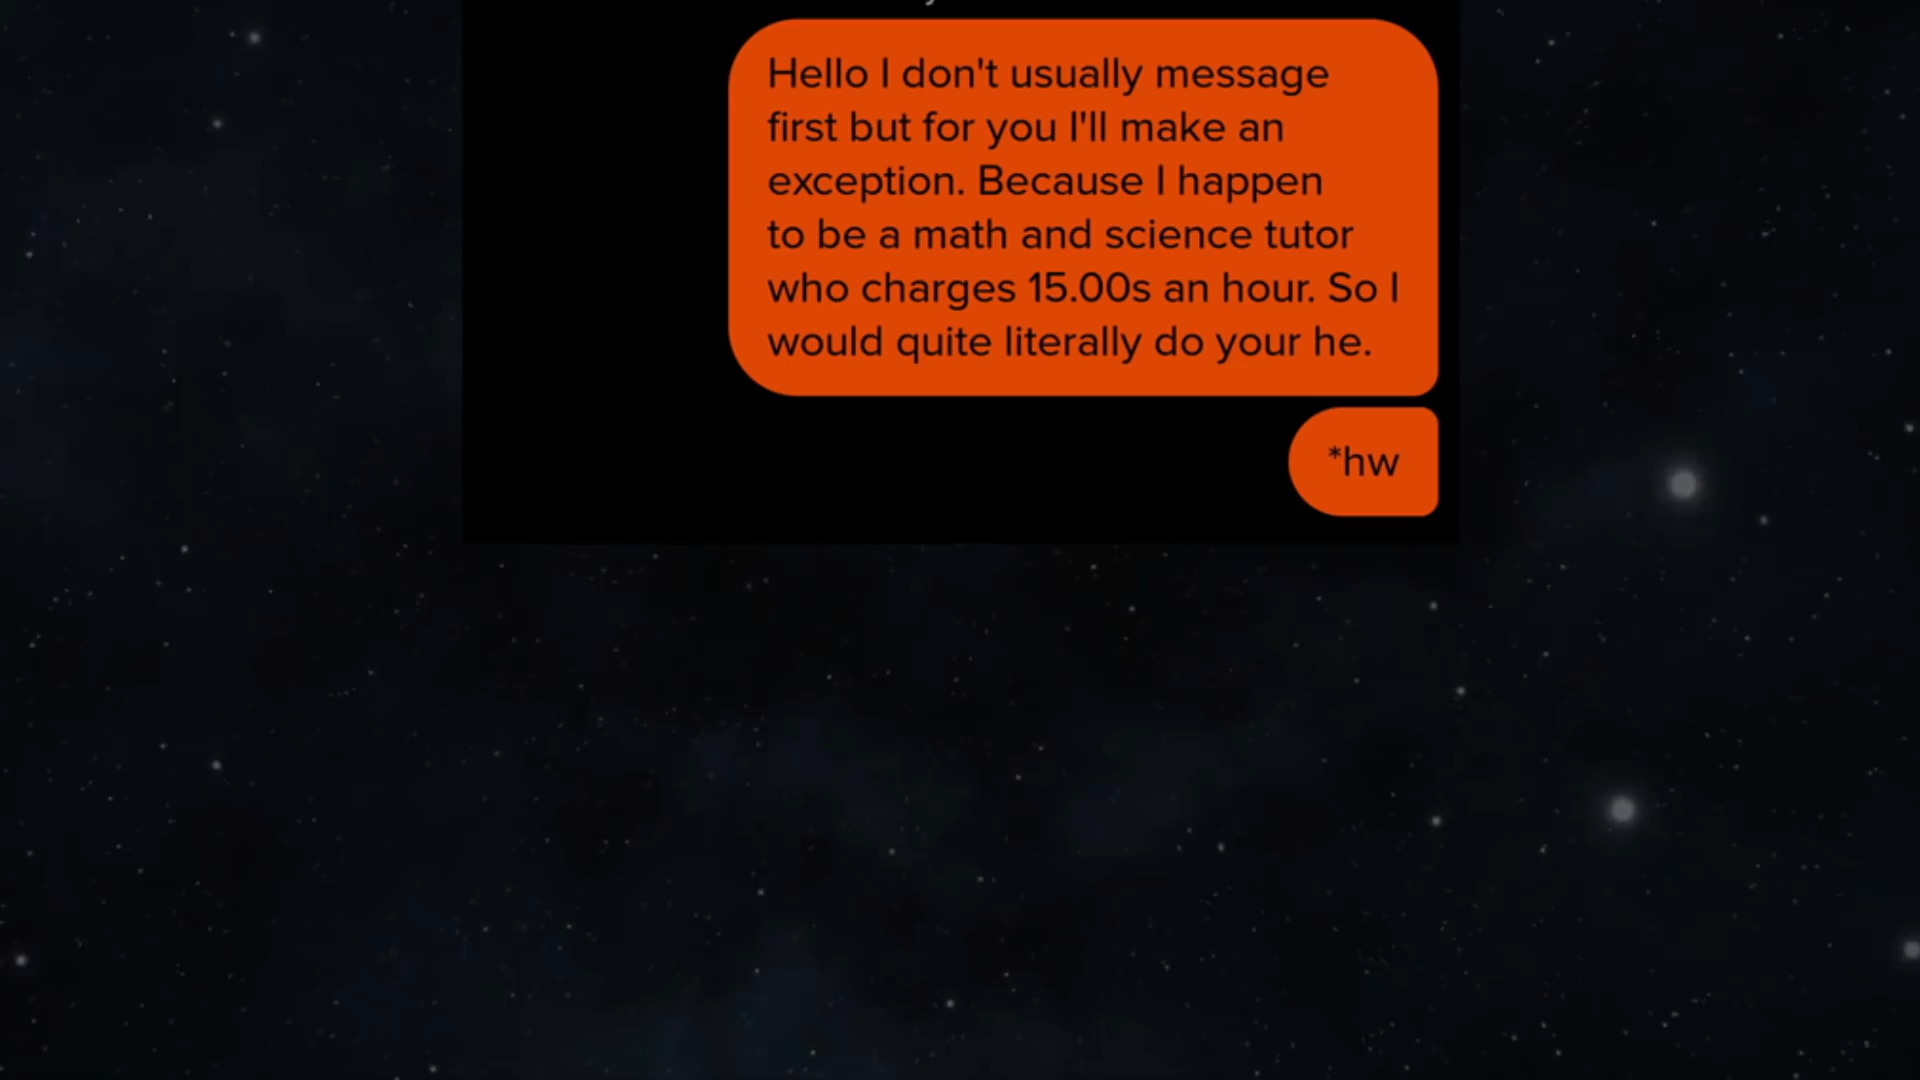 Hello I don't usually message
first but for you I'll make an
exception. Because I happen
to be a math and science tutor
who charges 15.00s an hour. So I
would quite literally do your he.
*hw